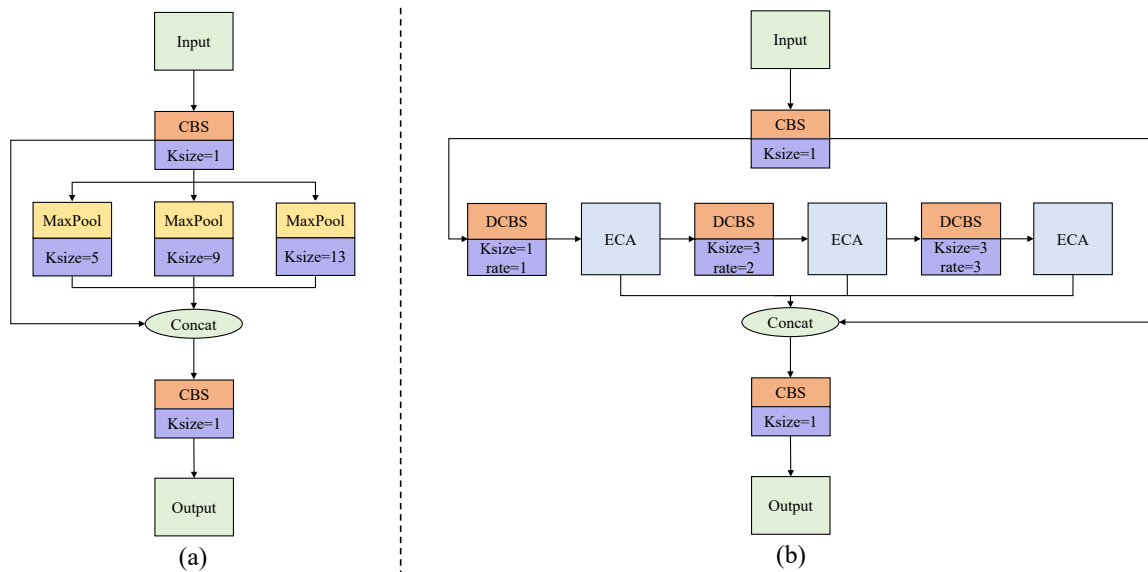 Input
CBS
Ksize=1
MaxPool
Ksize=5
MaxPool
Ksize=9
MaxPool
Ksize=13
Concat
CBS
Ksize=1
Output
(a)
Input
CBS
Ksize=1
DCBS
Ksize=1
rate=1
ECA
DCBS
Ksize=3
rate=2
ECA
DCBS
Ksize=3
rate=3
ECA
Concat
CBS
Ksize=1
Output
(b)